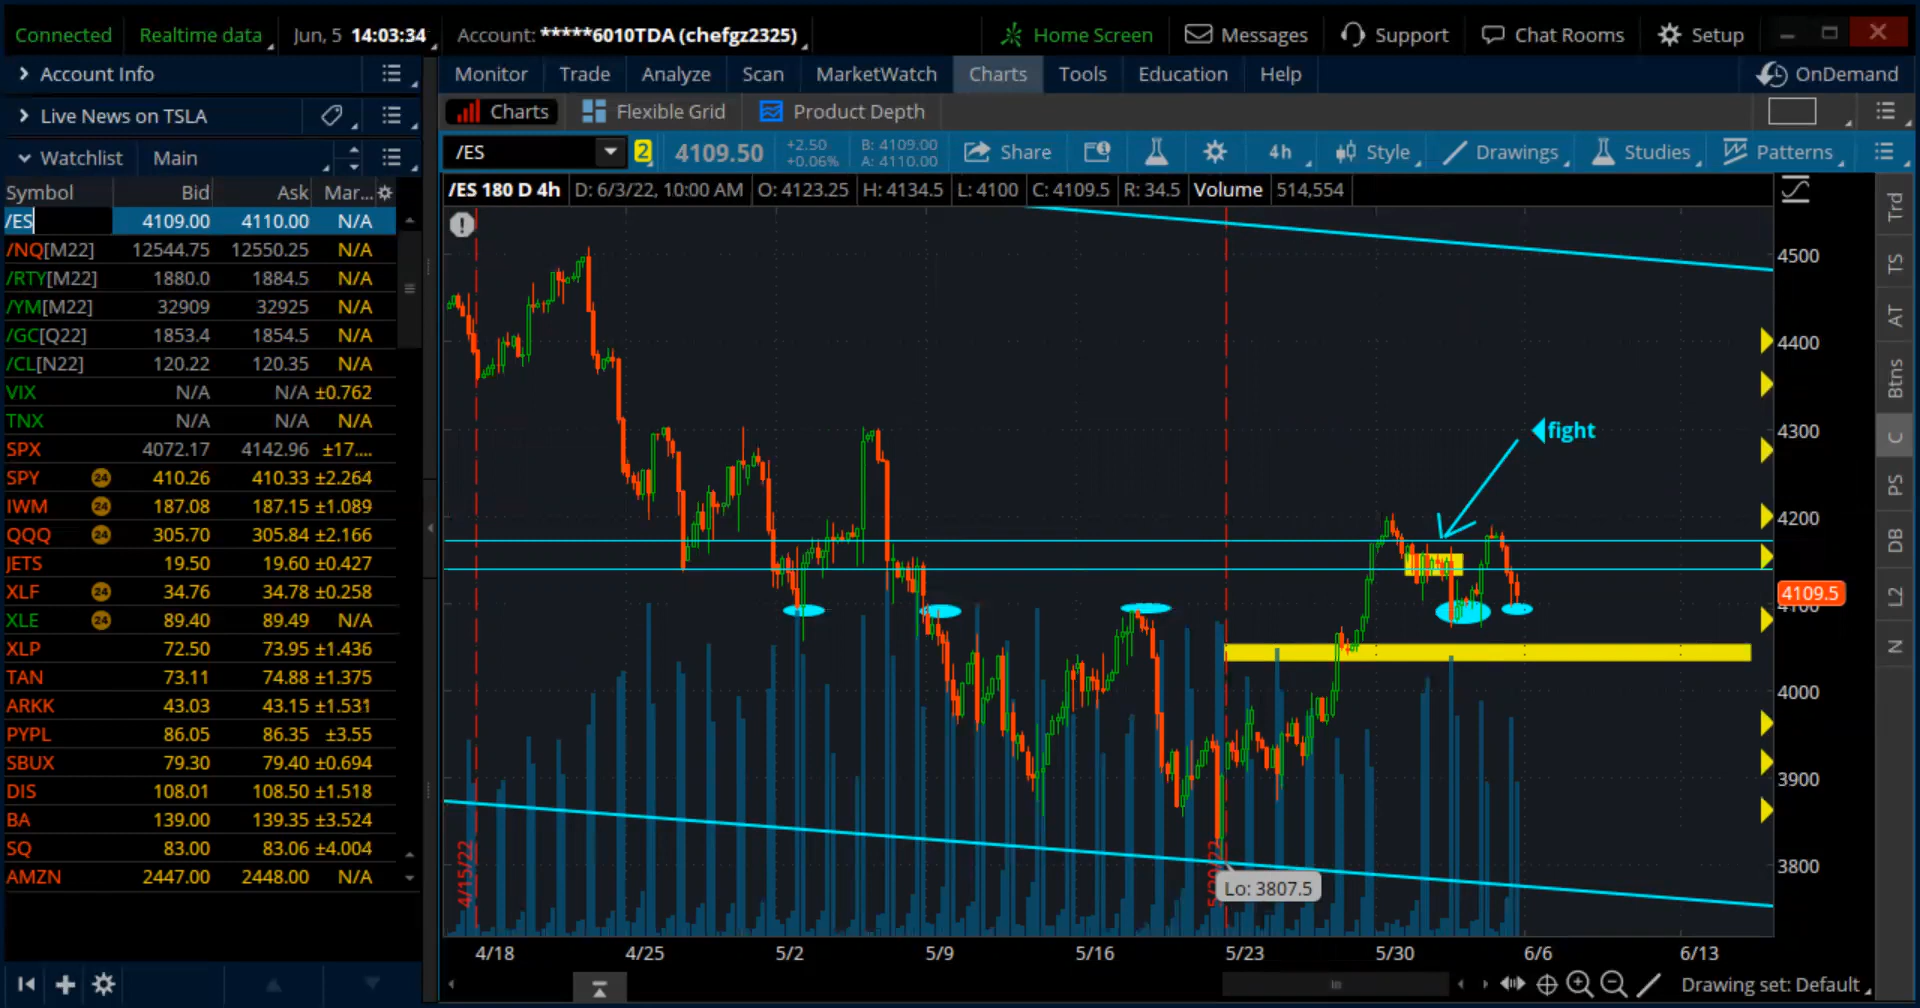 Connected Realtime data Jun, 5 14:03:34 Account: *****6010TDA (chefgz2325) Home Screen Messages Support Chat Rooms Setup
Account Info Monitor Trade Analyze Scan MarketWatch Charts Tools Education Help OnDemand
Live News on TSLA Charts Flexible Grid Product Depth
Watchlist Main /ES 2 4109.50 +2.50 +0.06% B: 4109.00 A: 4110.00 Share 4h Style Drawings Studies Patterns
Symbol Bid Ask Mar... /ES 180 D 4h D: 6/3/22, 10:00 AM O: 4123.25 H: 4134.5 L: 4100 C: 4109.5 R: 34.5 Volume 514,554
/ES 4109.00 4110.00 N/A
/NQ[M22] 12544.75 12550.25 N/A
/RTY[M22] 1880.0 1884.5 N/A
/YM[M22] 32909 32925 N/A
/GC[Q22] 1853.4 1854.5 N/A
/CL[N22] 120.22 120.35 N/A
VIX N/A N/A ±0.762
TNX N/A N/A
SPX 4072.17 4142.96 ±17....
SPY 24 410.26 410.33 ±2.264
IWM 24 187.08 187.15 ±1.089
QQQ 24 305.70 305.84 ±2.166
JETS 19.50 19.60 ±0.427
XLF 24 34.76 34.78 ±0.258
XLE 24 89.40 89.49 N/A
XLP 72.50 73.95 ±1.436
TAN 73.11 74.88 ±1.375
ARKK 43.03 43.15 ±1.531
PYPL 86.05 86.35 ±3.55
SBUX 79.30 79.40 ±0.694
DIS 108.01 108.50 ±1.518
BA 139.00 139.35 ±3.524
SQ 83.00 83.06 ±4.004
AMZN 2447.00 2448.00 N/A
fight
4500
4400
4300
4200
4109.5
4100
4000
3900
3800
4/15/22
5/20/22
Lo: 3807.5
4/18 4/25 5/2 5/9 5/16 5/23 5/30 6/6 6/13
Trd
TS
AT
Btns
C
PS
DB
L2
N
Drawing set: Default